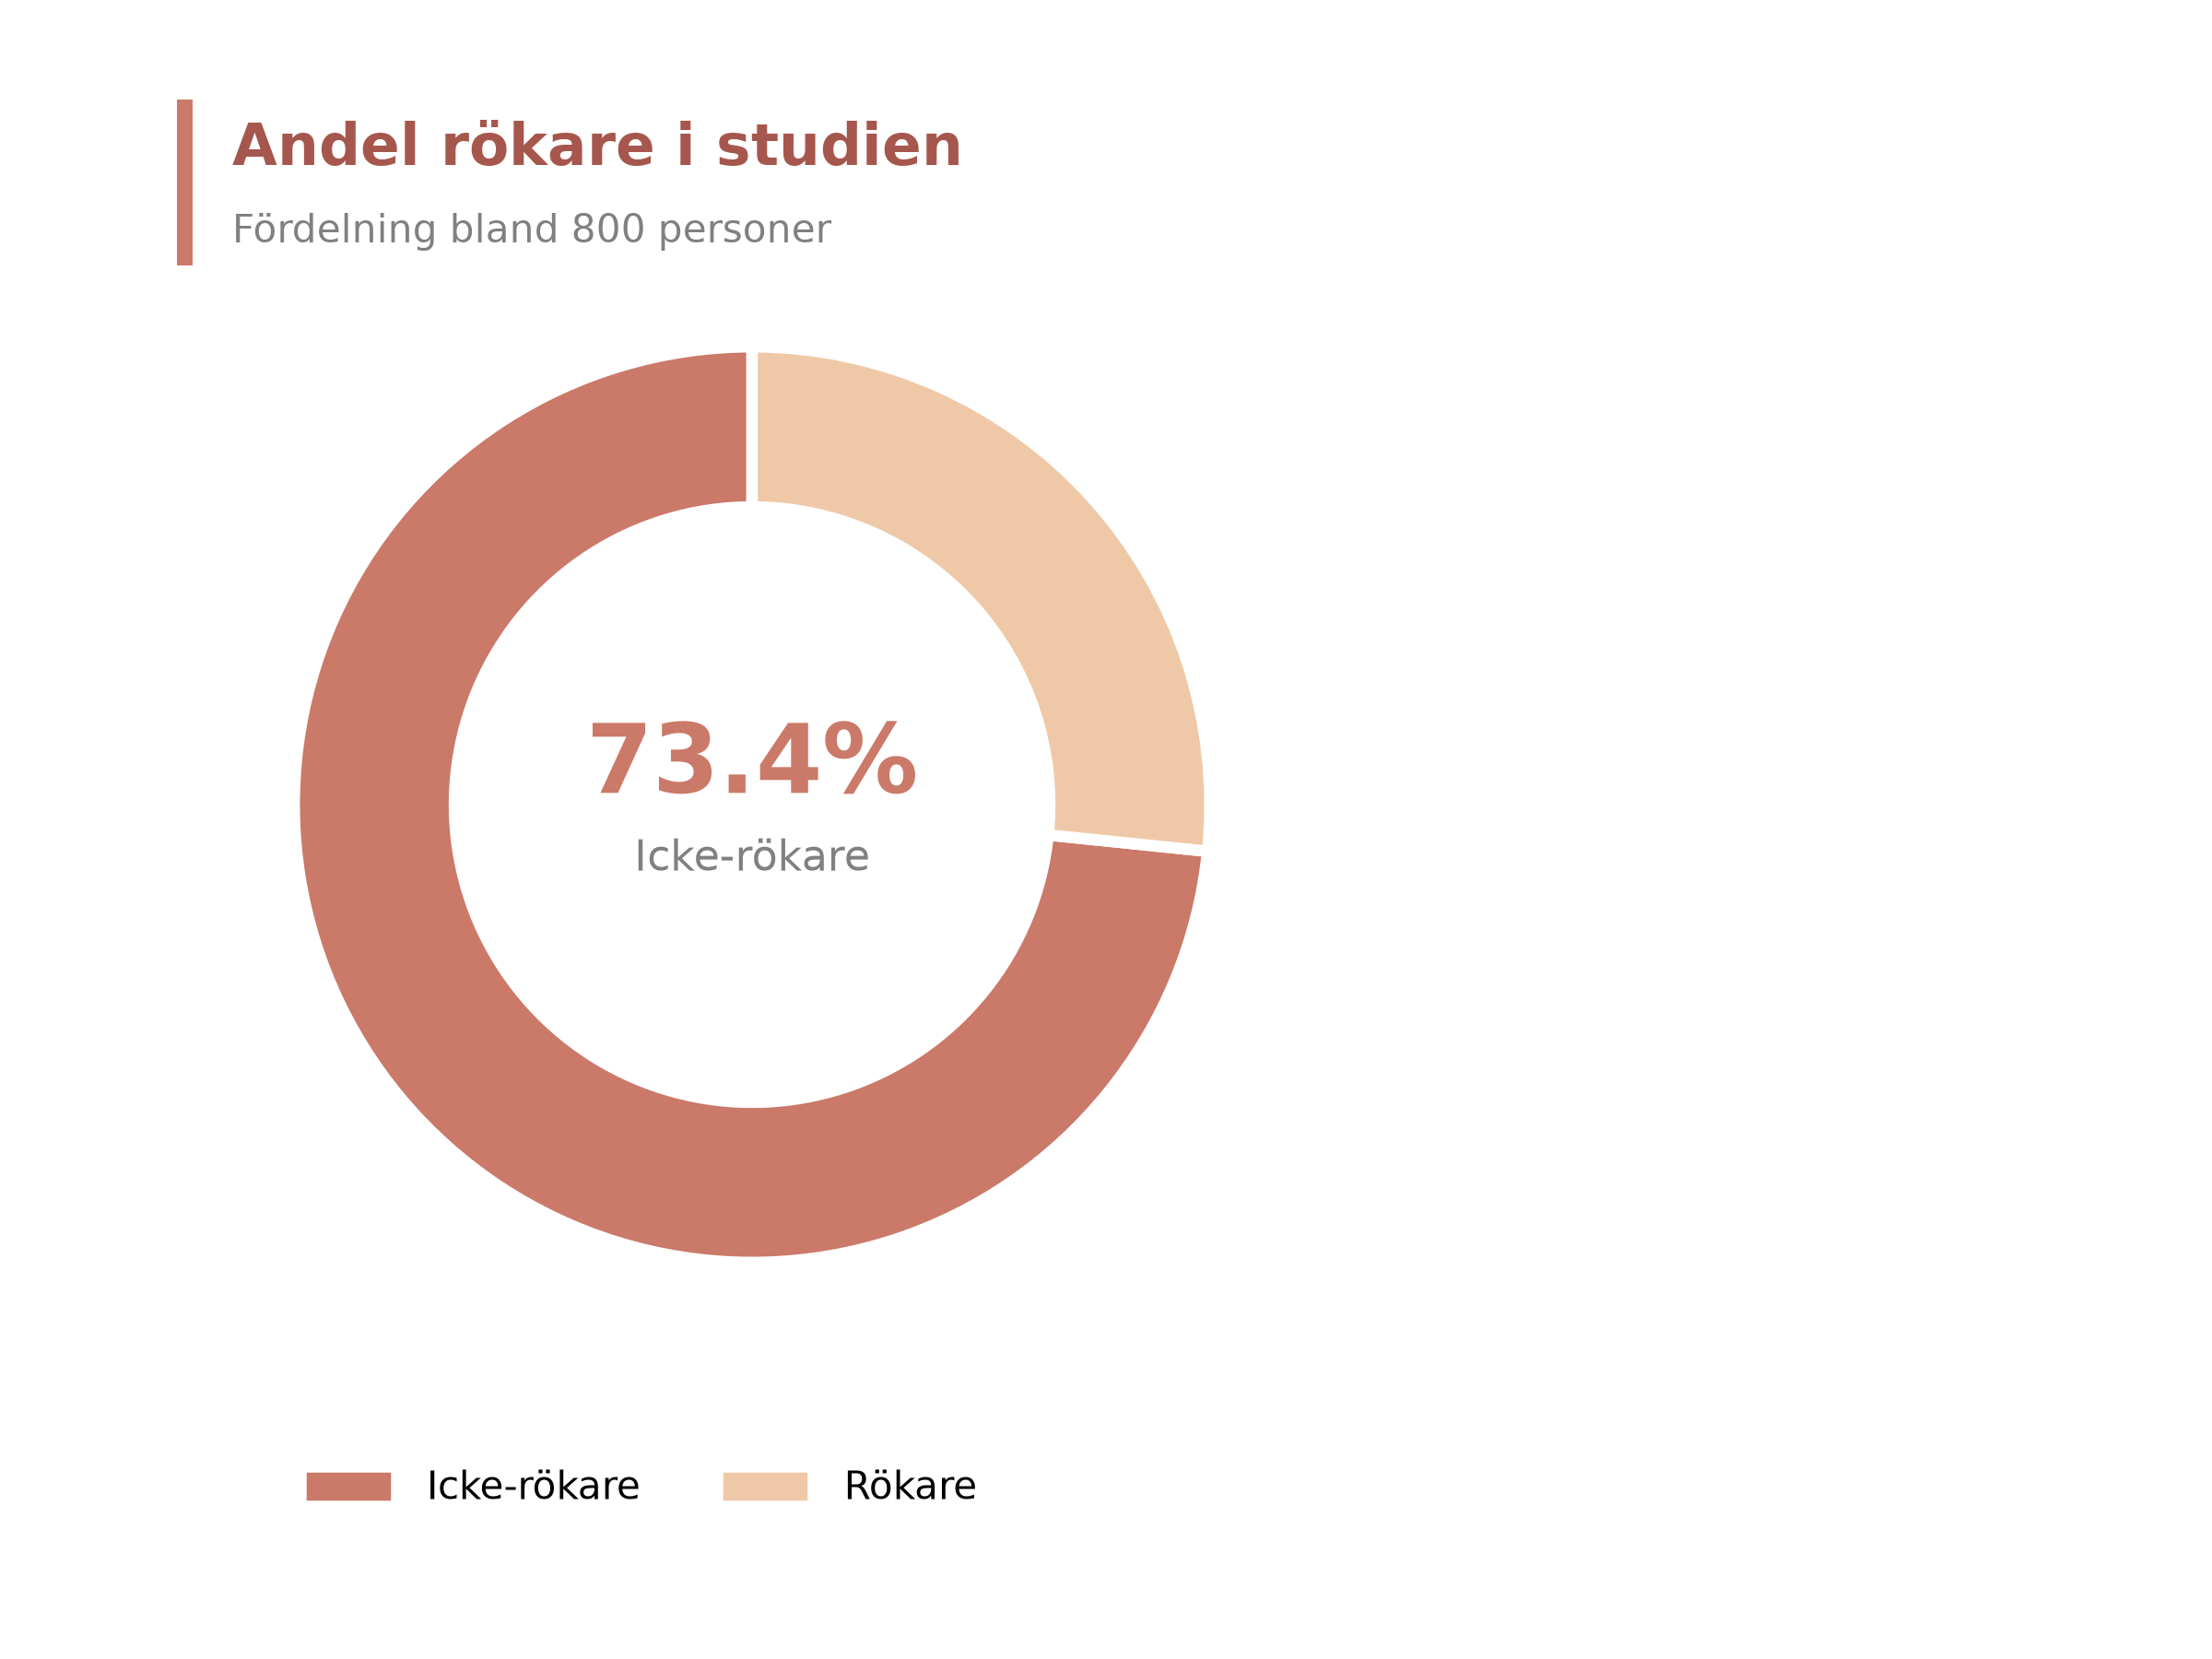 Andel rökare i studien
Fördelning bland 800 personer
73.4%
Icke-rökare
Icke-rökare
Rökare